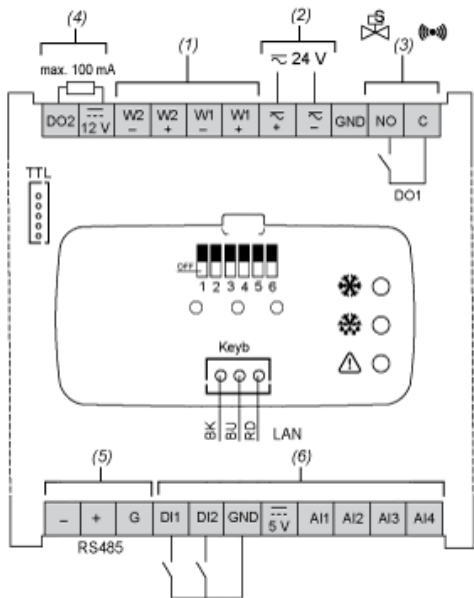 (4) (1) (2) S (3)
max. 100 mA 24 V
DO2 12 V W2 – W2 + W1 – W1 + + – GND NO C
DO1
TTL
OFF
1 2 3 4 5 6
Keyb
BK BU RD LAN
(5) (6)
– + G DI1 DI2 GND 5 V AI1 AI2 AI3 AI4
RS485